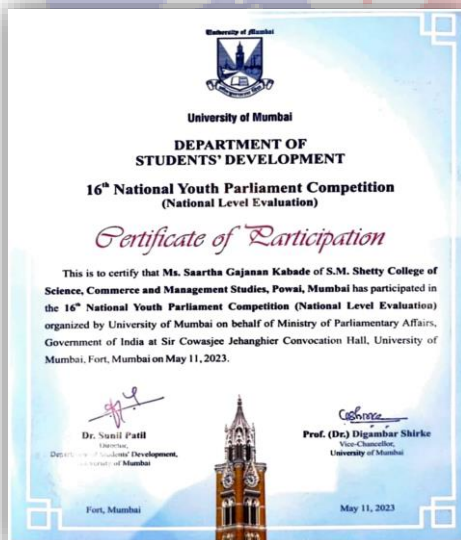 University of Mumbai
University of Mumbai
DEPARTMENT OF
STUDENTS' DEVELOPMENT
16th National Youth Parliament Competition
(National Level Evaluation)
Certificate of Participation
This is to certify that Ms. Saartha Gajanan Kabade of S.M. Shetty College of
Science, Commerce and Management Studies, Powai, Mumbai has participated in
the 16th National Youth Parliament Competition (National Level Evaluation)
organized by University of Mumbai on behalf of Ministry of Parliamentary Affairs,
Government of India at Sir Cowasjee Jehanghier Convocation Hall, University of
Mumbai, Fort, Mumbai on May 11, 2023.
Dr. Sunil Patil
Director,
Students' Development,
University of Mumbai
Prof. (Dr.) Digambar Shirke
Vice-Chancellor,
University of Mumbai
Fort, Mumbai
May 11, 2023